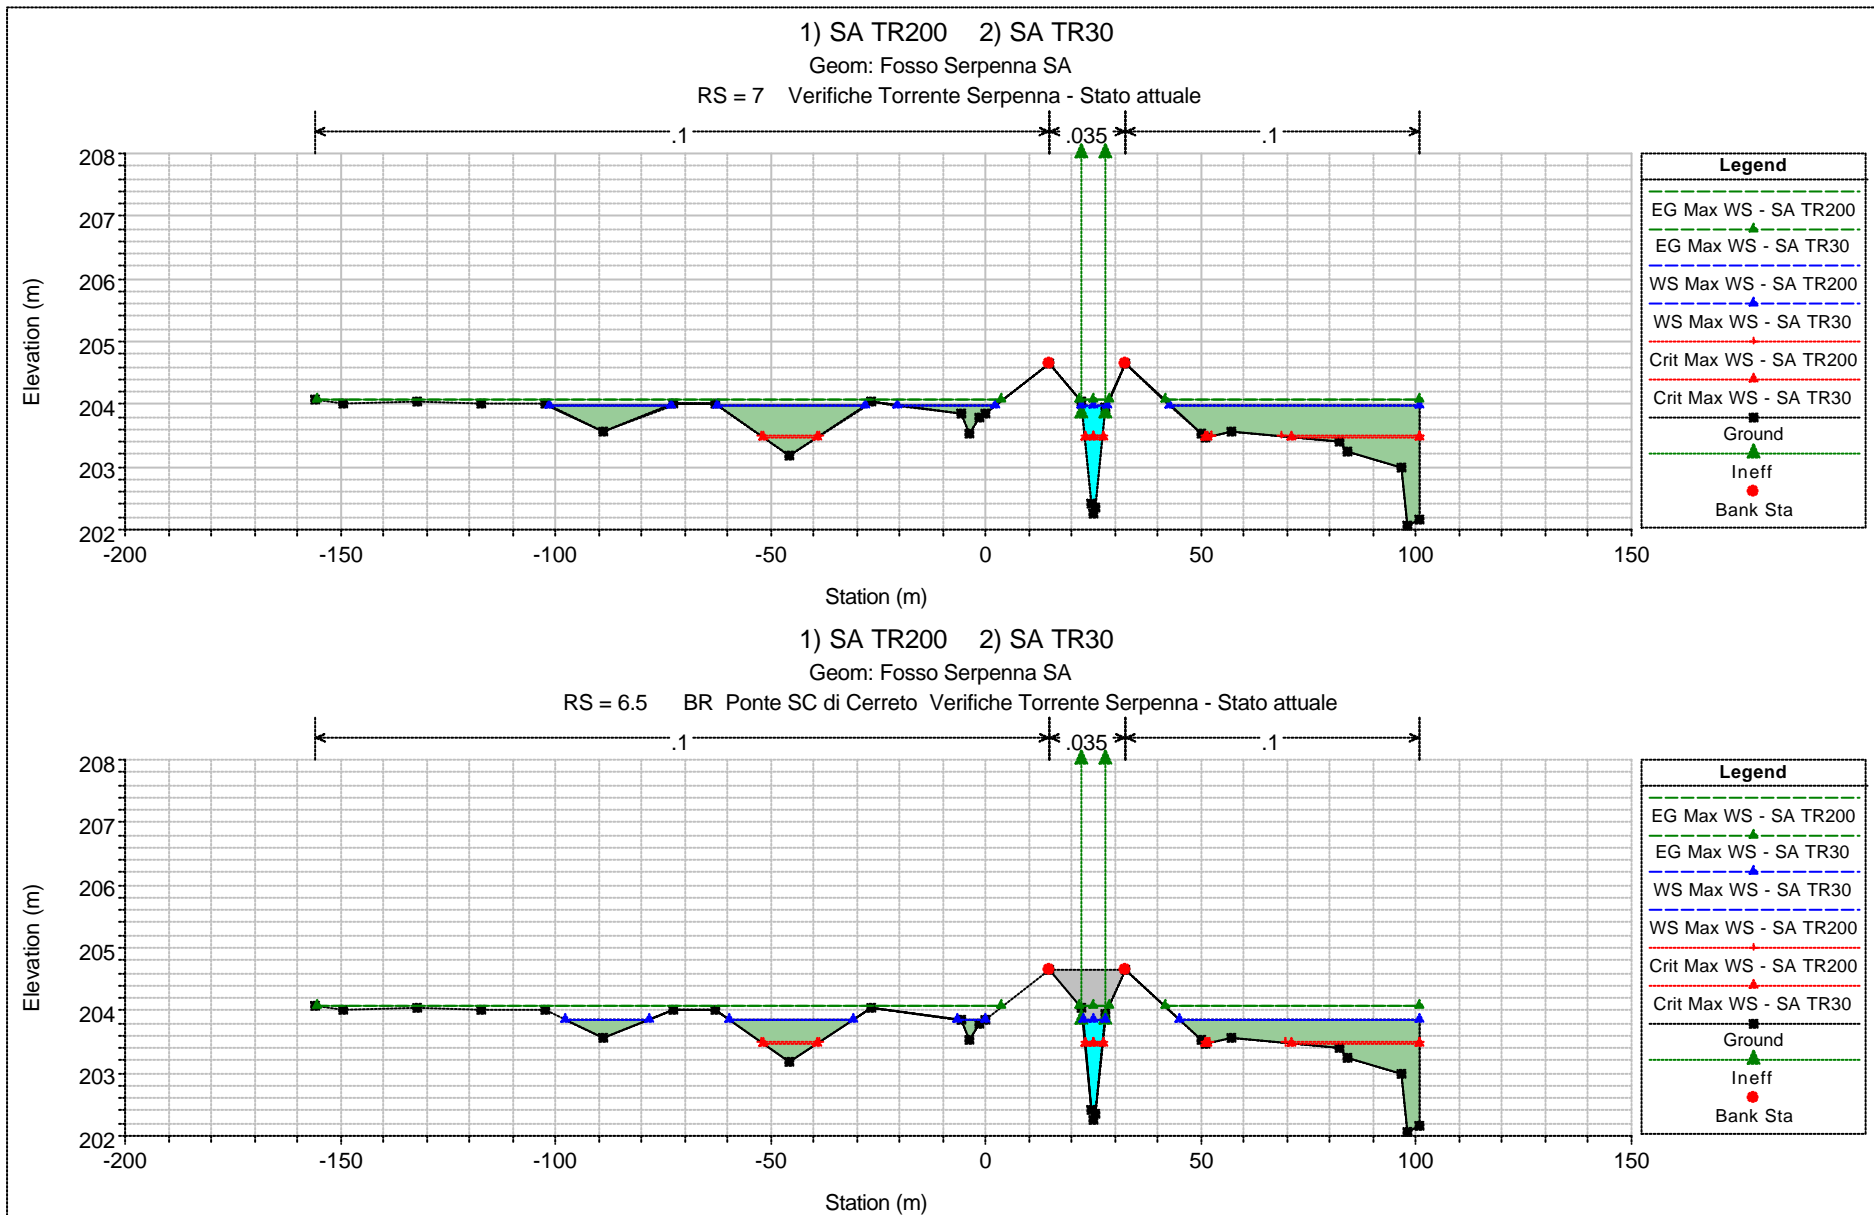 1) SA TR200    2) SA TR30
Geom: Fosso Serpenna SA
RS = 7    Verifiche Torrente Serpenna - Stato attuale
.1
.035
.1
208
207
206
205
204
203
202
Elevation (m)
-200
-150
-100
-50
0
50
100
150
Station (m)
Legend
EG Max WS - SA TR200
EG Max WS - SA TR30
WS Max WS - SA TR200
WS Max WS - SA TR30
Crit Max WS - SA TR200
Crit Max WS - SA TR30
Ground
Ineff
Bank Sta
1) SA TR200    2) SA TR30
Geom: Fosso Serpenna SA
RS = 6.5    BR  Ponte SC di Cerreto  Verifiche Torrente Serpenna - Stato attuale
.1
.035
.1
208
207
206
205
204
203
202
Elevation (m)
-200
-150
-100
-50
0
50
100
150
Station (m)
Legend
EG Max WS - SA TR200
EG Max WS - SA TR30
WS Max WS - SA TR30
WS Max WS - SA TR200
Crit Max WS - SA TR200
Crit Max WS - SA TR30
Ground
Ineff
Bank Sta